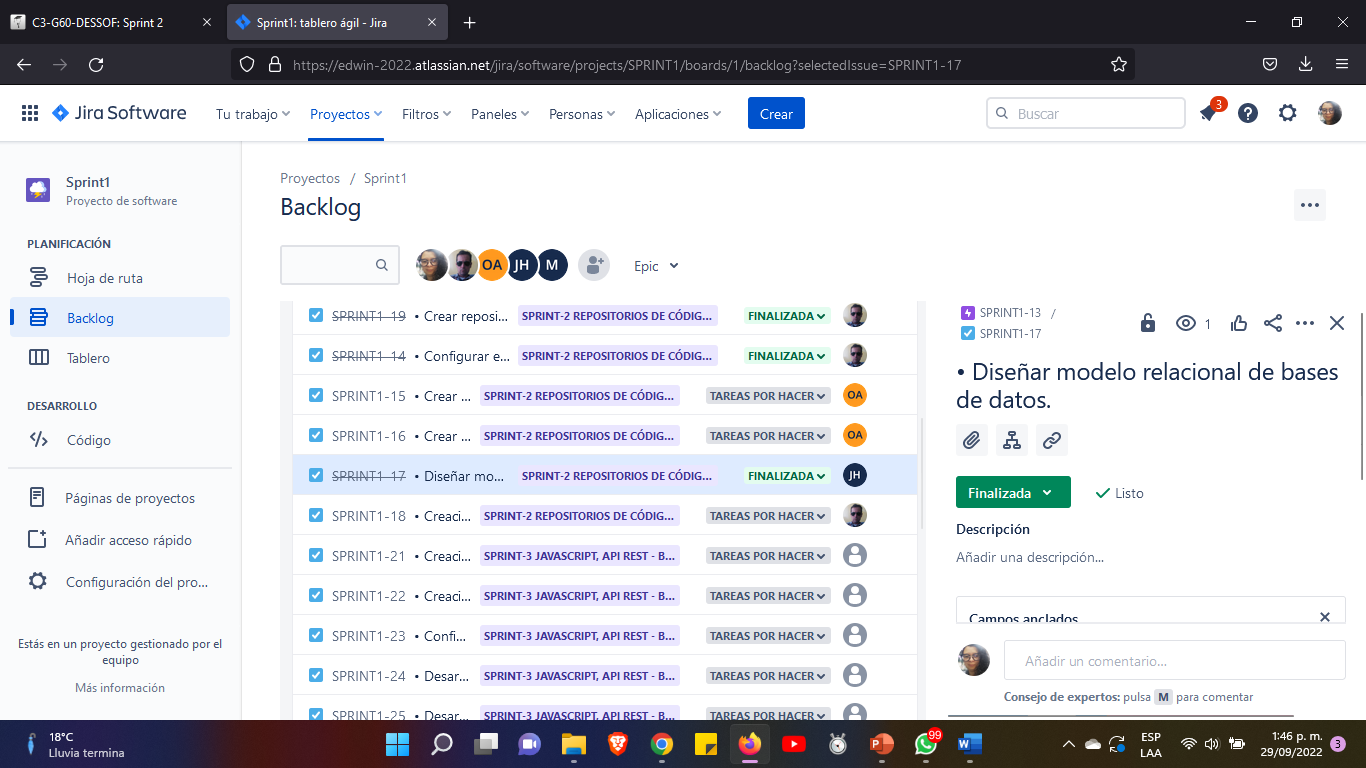 C3-G60-DESSOF: Sprint 2
Sprint1: tablero ágil - Jira
https://edwin-2022.atlassian.net/jira/software/projects/SPRINT1/boards/1/backlog?selectedIssue=SPRINT1-17
Jira Software
Tu trabajo
Proyectos
Filtros
Paneles
Personas
Aplicaciones
Crear
Buscar
3
Sprint1
Proyecto de software
PLANIFICACIÓN
Hoja de ruta
Backlog
Tablero
DESARROLLO
Código
Páginas de proyectos
Añadir acceso rápido
Configuración del pro...
Estás en un proyecto gestionado por el
equipo
Más información
Proyectos / Sprint1
Backlog
OA JH M
Epic
SPRINT1-19 • Crear reposi... SPRINT-2 REPOSITORIOS DE CÓDIG... FINALIZADA
SPRINT1-14 • Configurar e... SPRINT-2 REPOSITORIOS DE CÓDIG... FINALIZADA
SPRINT1-15 • Crear ... SPRINT-2 REPOSITORIOS DE CÓDIG... TAREAS POR HACER OA
SPRINT1-16 • Crear ... SPRINT-2 REPOSITORIOS DE CÓDIG... TAREAS POR HACER OA
SPRINT1-17 • Diseñar mo... SPRINT-2 REPOSITORIOS DE CÓDIG... FINALIZADA JH
SPRINT1-18 • Creaci... SPRINT-2 REPOSITORIOS DE CÓDIG... TAREAS POR HACER
SPRINT1-21 • Creaci... SPRINT-3 JAVASCRIPT, API REST - B... TAREAS POR HACER
SPRINT1-22 • Creaci... SPRINT-3 JAVASCRIPT, API REST - B... TAREAS POR HACER
SPRINT1-23 • Confi... SPRINT-3 JAVASCRIPT, API REST - B... TAREAS POR HACER
SPRINT1-24 • Desar... SPRINT-3 JAVASCRIPT, API REST - B... TAREAS POR HACER
SPRINT1-25 • Desar... SPRINT-3 JAVASCRIPT, API REST - B... TAREAS POR HACER
SPRINT1-13 /
SPRINT1-17
1
• Diseñar modelo relacional de bases
de datos.
Finalizada
Listo
Descripción
Añadir una descripción...
Campos anclados
Añadir un comentario...
Consejo de expertos: pulsa M para comentar
18°C
Lluvia termina
99
ESP
LAA
1:46 p. m.
29/09/2022
3